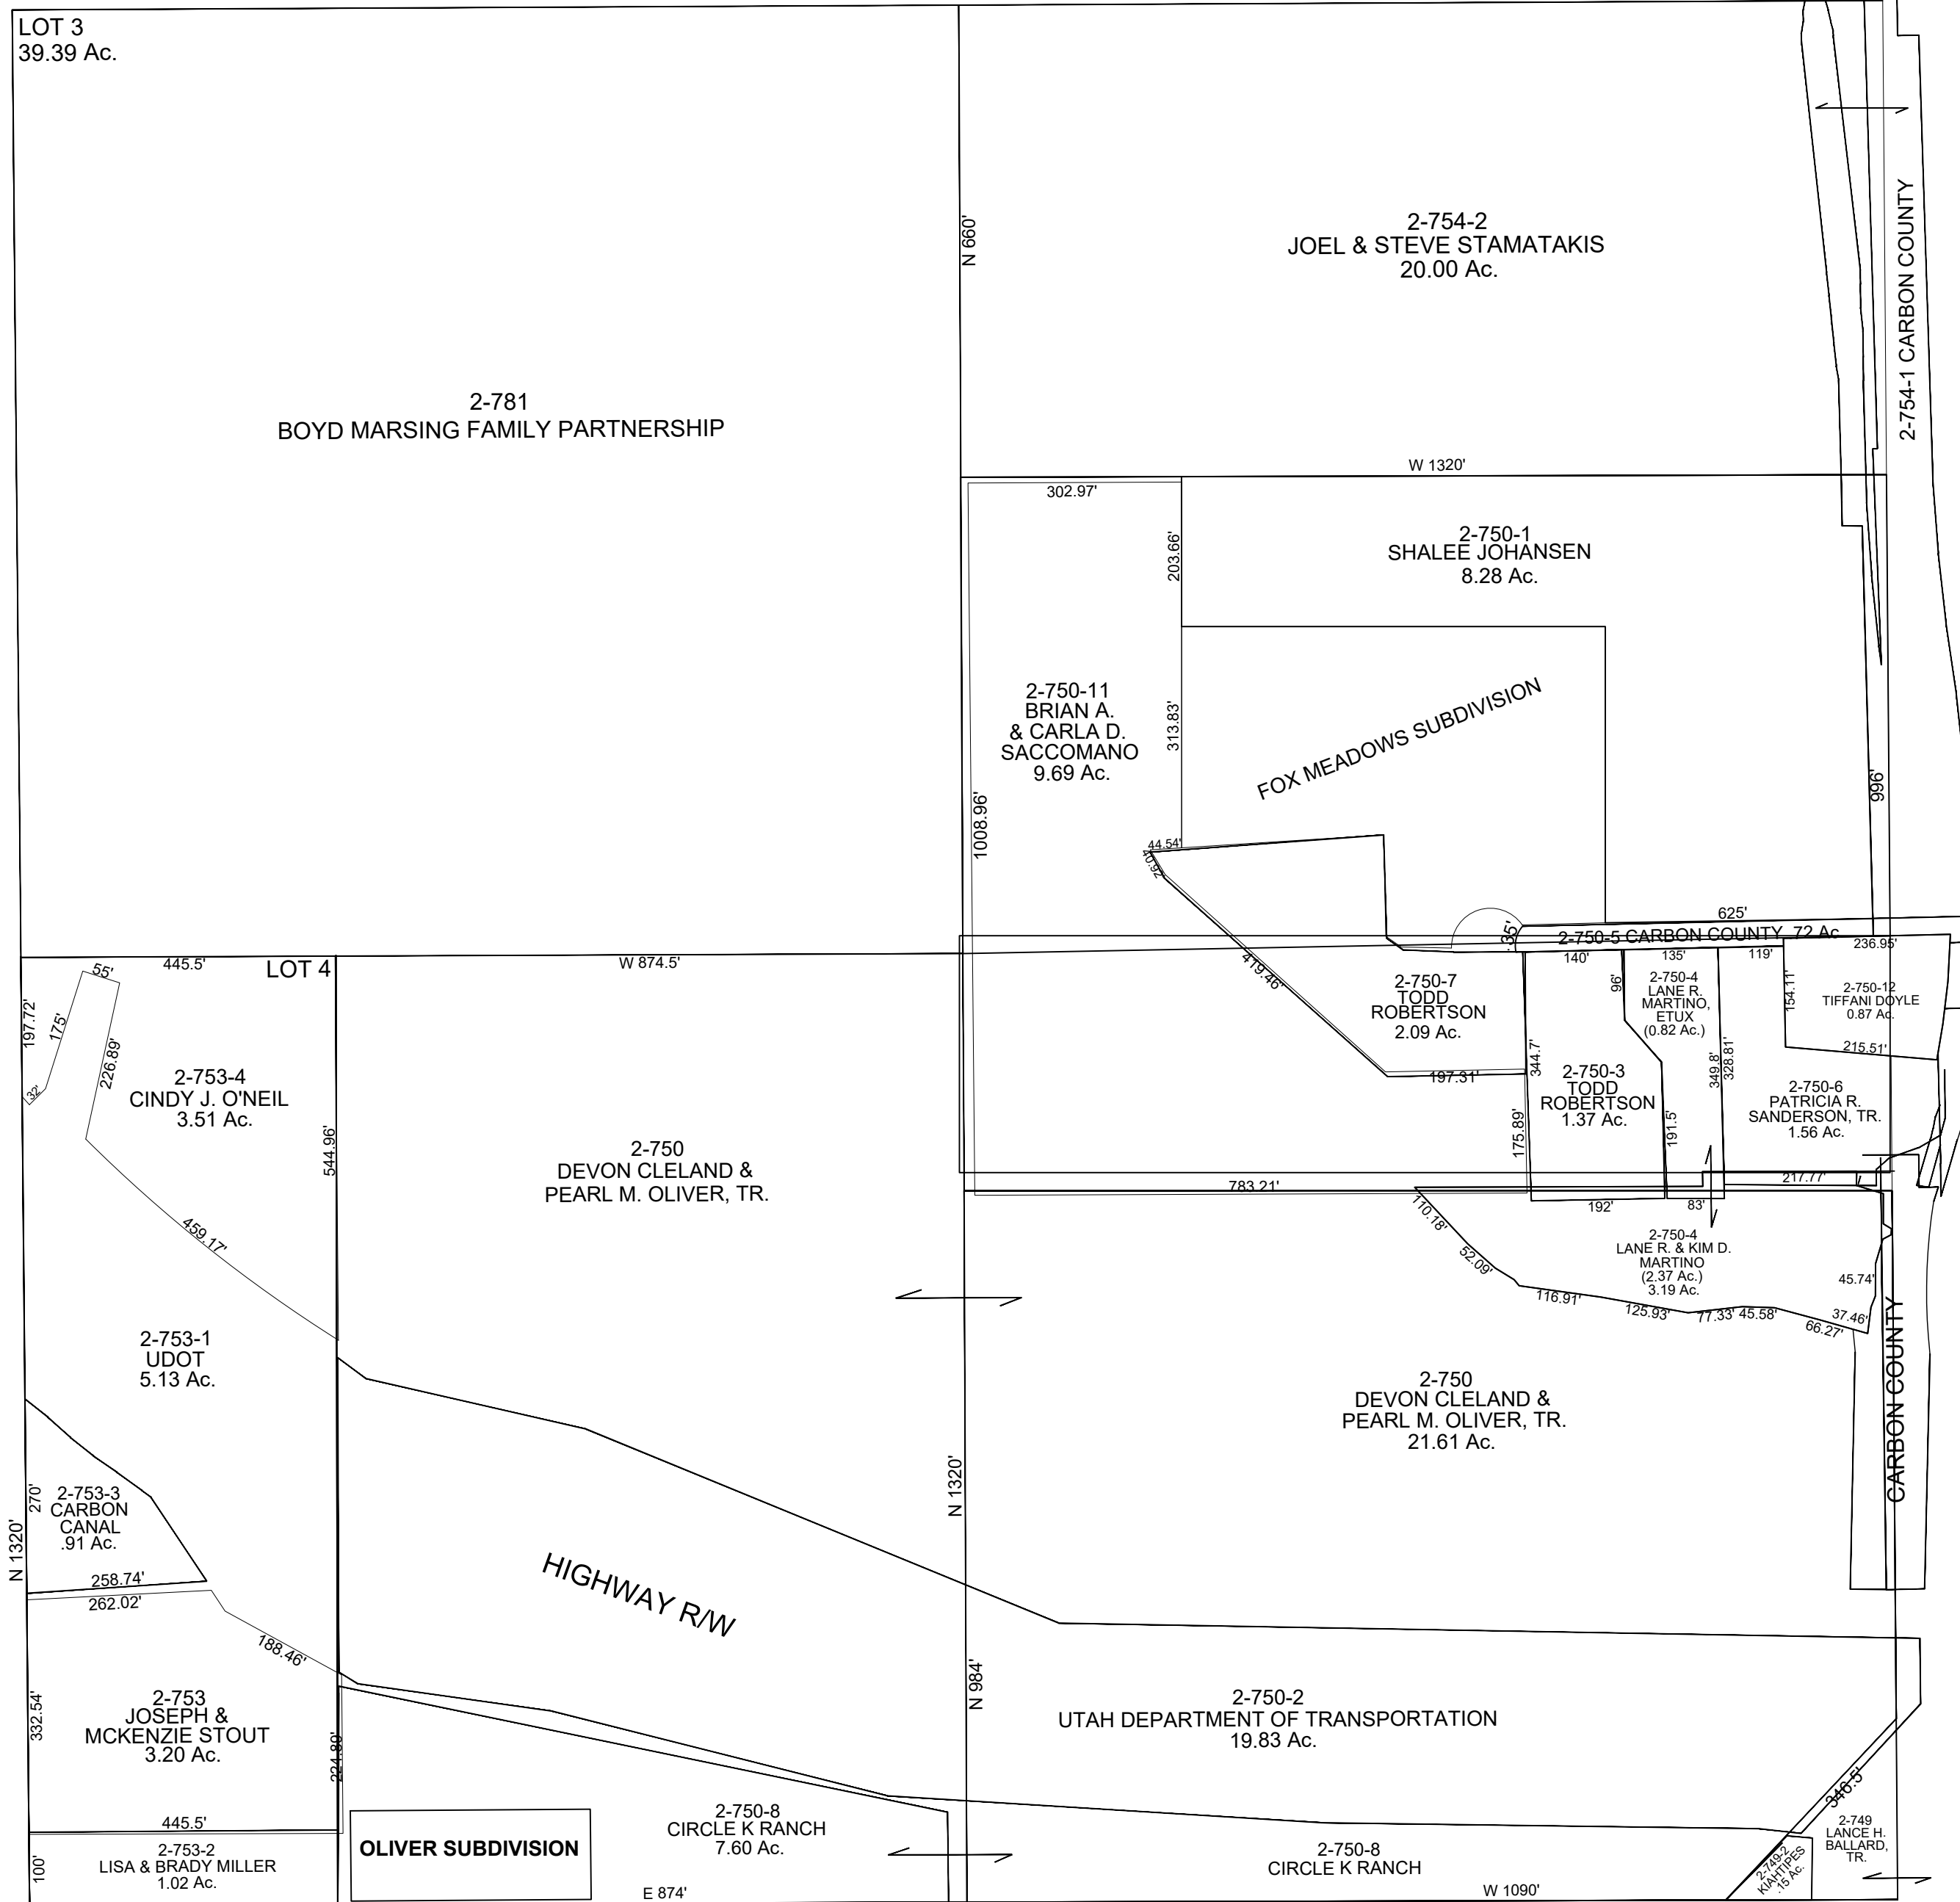 LOT 3
39.39 Ac.
2-781
BOYD MARSING FAMILY PARTNERSHIP
N 660'
2-754-2
JOEL & STEVE STAMATAKIS
20.00 Ac.
2-754-1 CARBON COUNTY
W 1320'
302.97'
203.66'
2-750-1
SHALEE JOHANSEN
8.28 Ac.
2-750-11
BRIAN A.
& CARLA D.
SACCOMANO
9.69 Ac.
313.83'
1008.96'
FOX MEADOWS SUBDIVISION
996'
44.54'
40.92'
419.46'
625'
35'
2-750-5 CARBON COUNTY .72 Ac.
236.95'
140'
135'
119'
96'
154.11'
2-750-7
TODD
ROBERTSON
2.09 Ac.
2-750-4
LANE R.
MARTINO,
ETUX
(0.82 Ac.)
2-750-12
TIFFANI DOYLE
0.87 Ac.
215.51'
197.31'
344.7'
175.89'
2-750-3
TODD
ROBERTSON
1.37 Ac.
191.5'
349.8'
328.81'
2-750-6
PATRICIA R.
SANDERSON, TR.
1.56 Ac.
783.21'
192'
83'
217.77'
110.18'
52.09'
116.91'
125.93'
77.33'
45.58'
66.27'
37.46'
45.74'
2-750-4
LANE R. & KIM D.
MARTINO
(2.37 Ac.)
3.19 Ac.
CARBON COUNTY
445.5'
LOT 4
W 874.5'
55'
197.72'
175'
226.89'
32'
2-753-4
CINDY J. O'NEIL
3.51 Ac.
544.96'
459.17'
2-750
DEVON CLELAND &
PEARL M. OLIVER, TR.
2-753-1
UDOT
5.13 Ac.
2-750
DEVON CLELAND &
PEARL M. OLIVER, TR.
21.61 Ac.
N 1320'
N 1320'
270'
2-753-3
CARBON
CANAL
.91 Ac.
258.74'
262.02'
188.46'
HIGHWAY R/W
N 984'
2-750-2
UTAH DEPARTMENT OF TRANSPORTATION
19.83 Ac.
332.54'
2-753
JOSEPH &
MCKENZIE STOUT
3.20 Ac.
224.89'
445.5'
100'
2-753-2
LISA & BRADY MILLER
1.02 Ac.
OLIVER SUBDIVISION
2-750-8
CIRCLE K RANCH
7.60 Ac.
E 874'
2-750-8
CIRCLE K RANCH
W 1090'
346.5'
2-749-2
KIAHTIPES
.15 Ac.
2-749
LANCE H.
BALLARD,
TR.